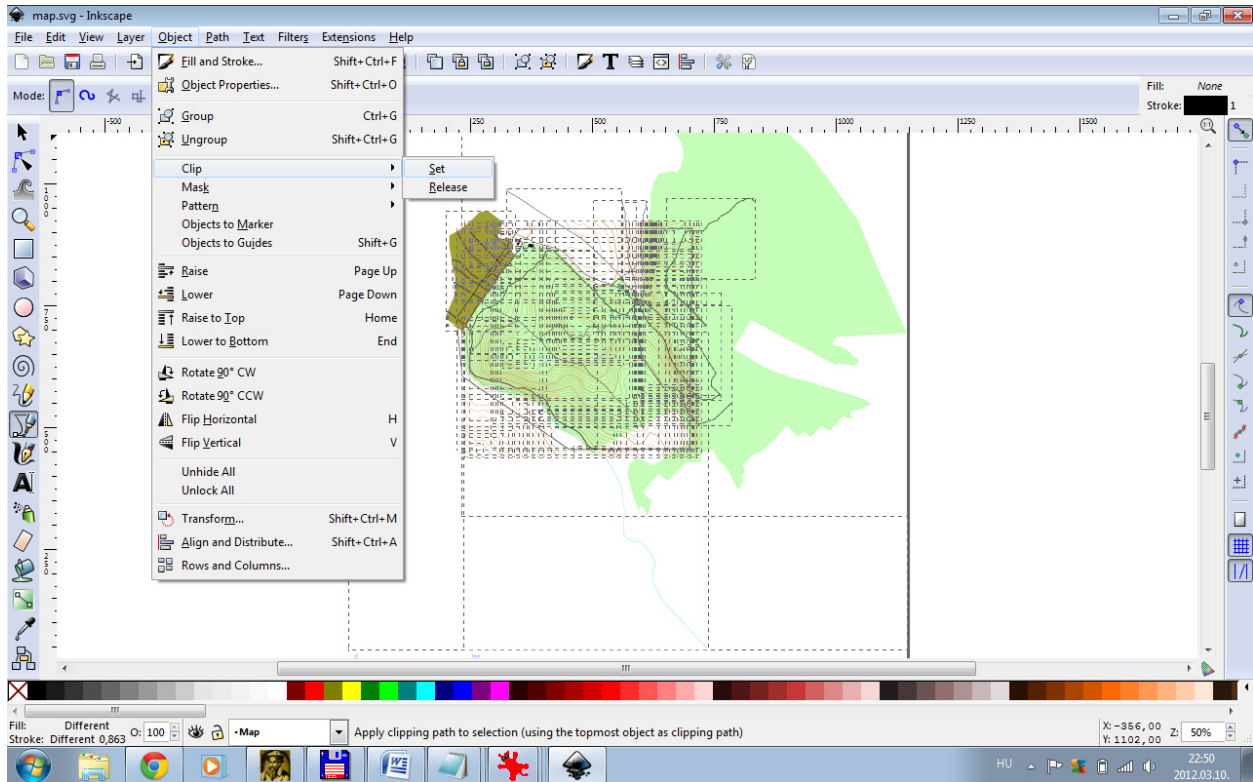 map.svg - Inkscape
File Edit View Layer Object Path Text Filters Extensions Help
Fill and Stroke... Shift+Ctrl+F
Object Properties... Shift+Ctrl+O
Group Ctrl+G
Ungroup Shift+Ctrl+G
Clip
Mask
Pattern
Objects to Marker
Objects to Guides Shift+G
Raise Page Up
Lower Page Down
Raise to Top Home
Lower to Bottom End
Rotate 90° CW
Rotate 90° CCW
Flip Horizontal H
Flip Vertical V
Unhide All
Unlock All
Transform... Shift+Ctrl+M
Align and Distribute... Shift+Ctrl+A
Rows and Columns...
Set
Release
Mode:
Fill: None
Stroke: 1
-500 250 500 750 1000 1250 1500
1000
750
500
250
Fill: Different
Stroke: Different 0,863
O: 100
·Map
Apply clipping path to selection (using the topmost object as clipping path)
X: -356,00
Y: 1102,00
Z: 50%
HU
22:50
2012.03.10.